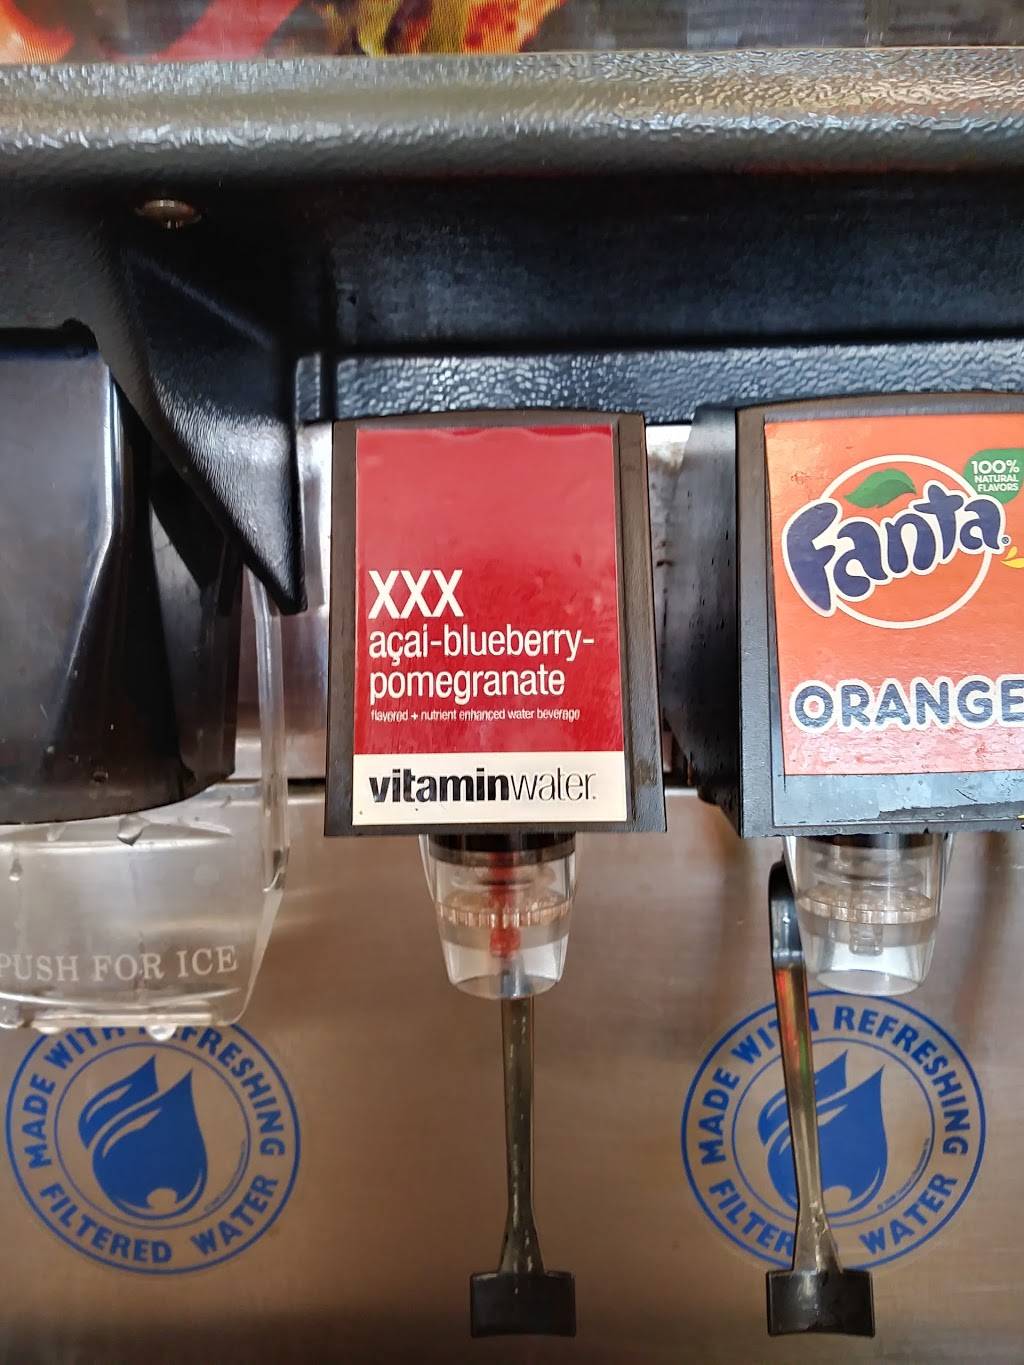 XXX
açai-blueberry-
pomegranate
flavored + nutrient enhanced water beverage
vitaminwater.
100%
NATURAL
FLAVORS
Fanta®
ORANGE
PUSH FOR ICE
MADE WITH REFRESHING
FILTERED WATER
MADE WITH REFRESHING
FILTERED WATER